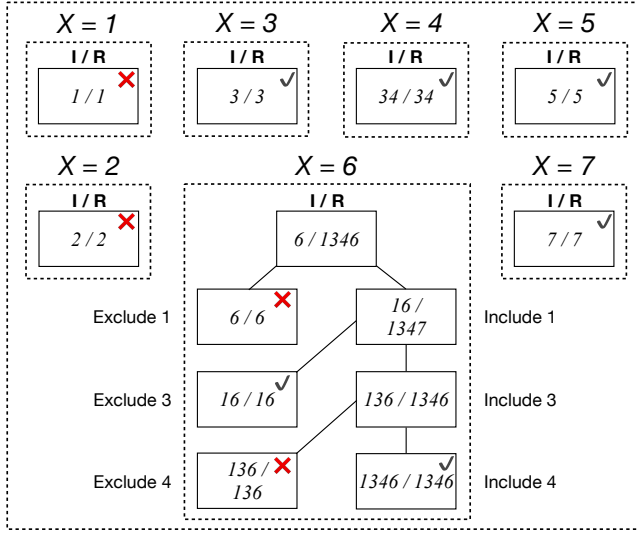 X = 1
X = 3
X = 4
X = 5
I / R
I / R
I / R
I / R
1 / 1
3 / 3
34 / 34
5 / 5
X = 2
X = 6
X = 7
I / R
I / R
I / R
2 / 2
6 / 1346
7 / 7
Exclude 1
6 / 6
16 /
1347
Include 1
Exclude 3
16 / 16
136 / 1346
Include 3
Exclude 4
136 /
136
1346 / 1346
Include 4